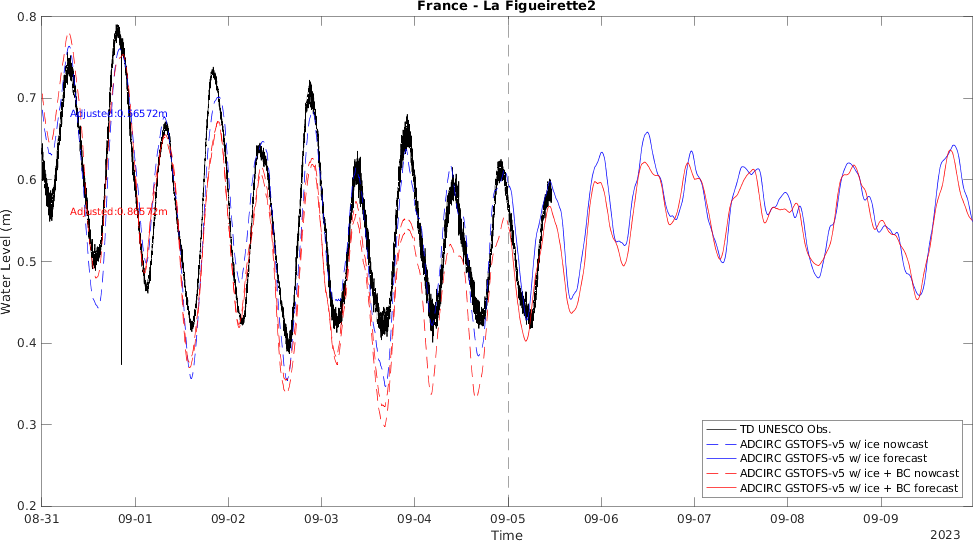 France - La Figueirette2
0.8
0.7
0.6
0.5
0.4
0.3
0.2
Water Level (m)
Adjusted:0.66572m
Adjusted:0.86572m
TD UNESCO Obs.
ADCIRC GSTOFS-v5 w/ ice nowcast
ADCIRC GSTOFS-v5 w/ ice forecast
ADCIRC GSTOFS-v5 w/ ice + BC nowcast
ADCIRC GSTOFS-v5 w/ ice + BC forecast
08-31 09-01 09-02 09-03 09-04 09-05 09-06 09-07 09-08 09-09
Time
2023